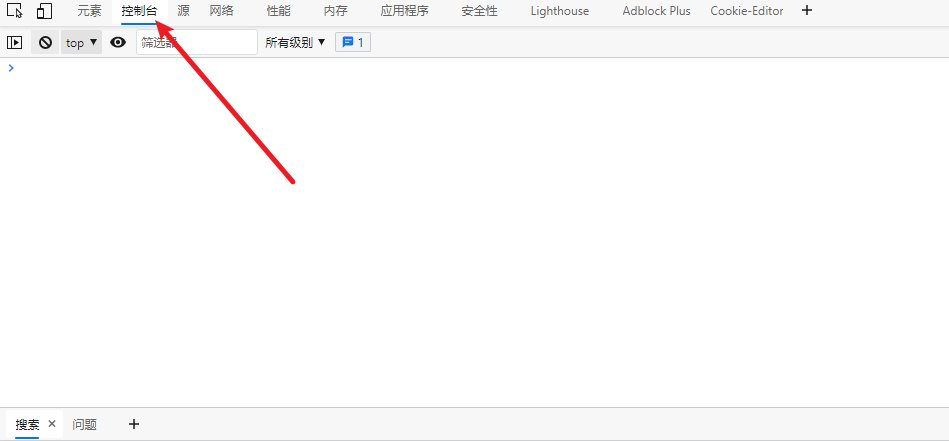 元素 控制台 源 网络 性能 内存 应用程序 安全性 Lighthouse Adblock Plus Cookie-Editor
top 筛选器 所有级别 1
搜索 问题